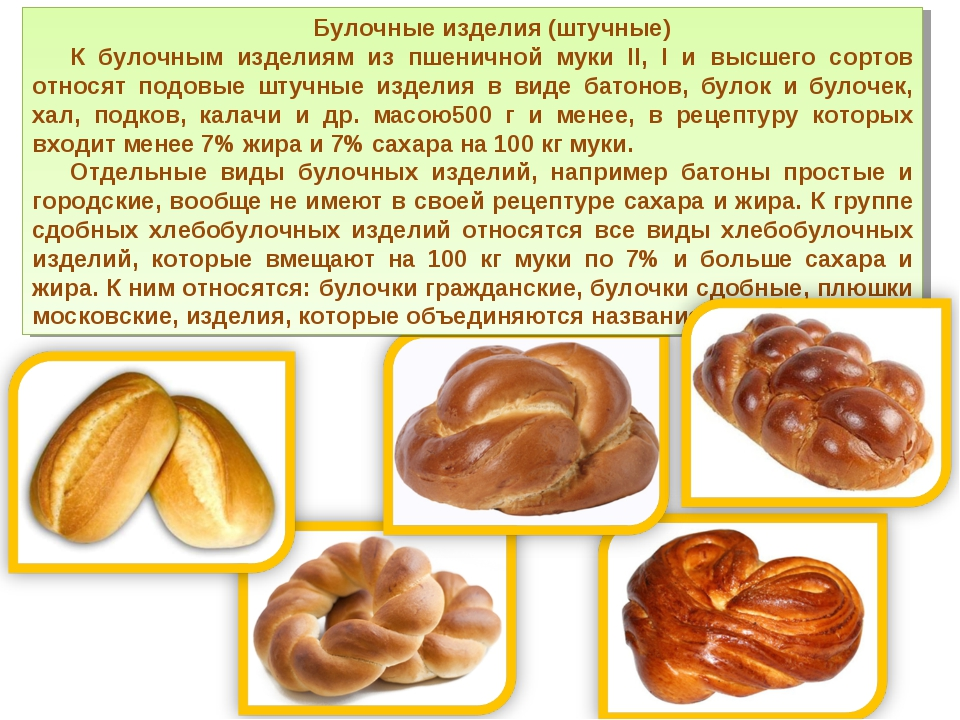 Булочные изделия (штучные)
К булочным изделиям из пшеничной муки II, I и высшего сортов
относят подовые штучные изделия в виде батонов, булок и булочек,
хал, подков, калачи и др. масою500 г и менее, в рецептуру которых
входит менее 7% жира и 7% сахара на 100 кг муки.
Отдельные виды булочных изделий, например батоны простые и
городские, вообще не имеют в своей рецептуре сахара и жира. К группе
сдобных хлебобулочных изделий относятся все виды хлебобулочных
изделий, которые вмещают на 100 кг муки по 7% и больше сахара и
жира. К ним относятся: булочки гражданские, булочки сдобные, плюшки
московские, изделия, которые объединяются